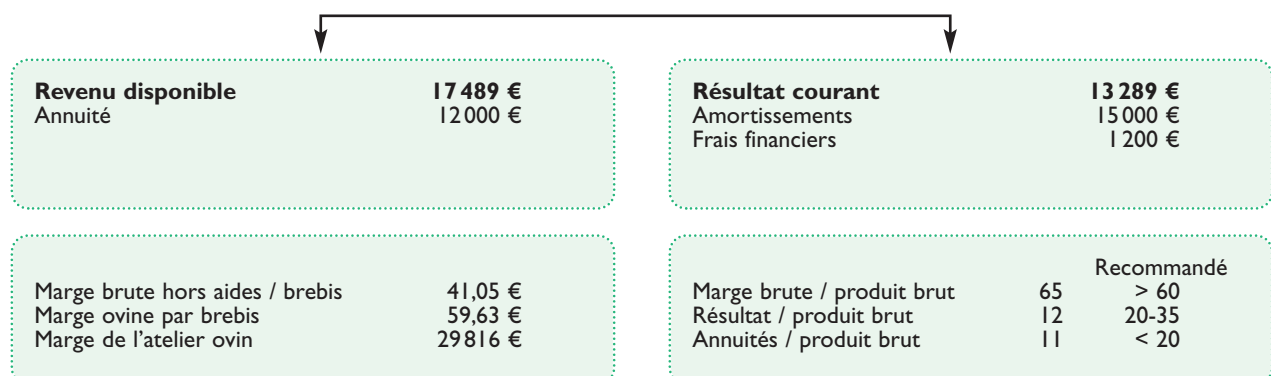 Revenu disponible 17 489 €
Annuité 12 000 €
Résultat courant 13 289 €
Amortissements 15 000 €
Frais financiers 1 200 €
Marge brute hors aides / brebis 41,05 €
Marge ovine par brebis 59,63 €
Marge de l'atelier ovin 29 816 €
Recommandé
Marge brute / produit brut 65 > 60
Résultat / produit brut 12 20-35
Annuités / produit brut 11 < 20